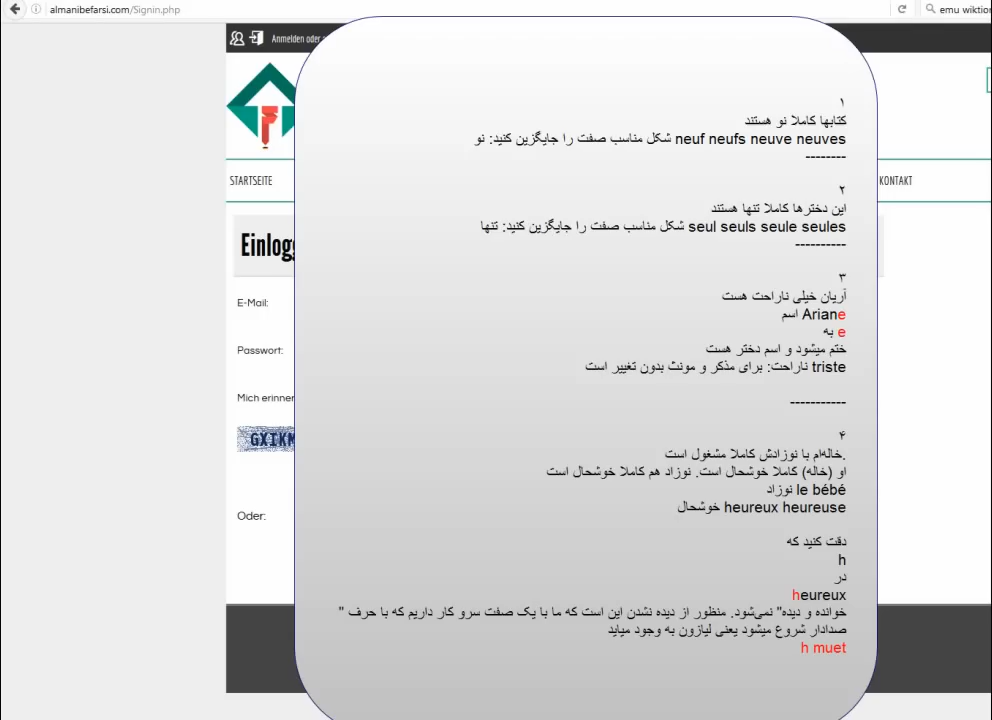 almanibefarsi.com/Signin.php
emu wiktion
Anmelden oder
STARTSEITE
KONTAKT
Einlogg
E-Mail:
Passwort:
Mich erinner
GXIKM
Oder:
۱
کتابها کاملا نو هستند
شکل مناسب صفت را جایگزین کنید: نو neuf neufs neuve neuves
--------
۲
این دخترها کاملا تنها هستند
شکل مناسب صفت را جایگزین کنید: تنها seul seuls seule seules
----------
۳
آریان خیلی ناراحت هست
اسم Ariane
به e
ختم میشود و اسم دختر هست
ناراحت: برای مذکر و مونث بدون تغییر است triste
-----------
۴
.خاله‌ام با نوزادش کاملا مشغول است
او (خاله) کاملا خوشحال است. نوزاد هم کاملا خوشحال است
نوزاد le bébé
خوشحال heureux heureuse
دقت کنید که
h
در
heureux
خوانده و دیده" نمی‌شود. منظور از دیده نشدن این است که ما با یک صفت سرو کار داریم که با حرف "
صدادار شروع میشود یعنی لیازون به وجود میاید
h muet